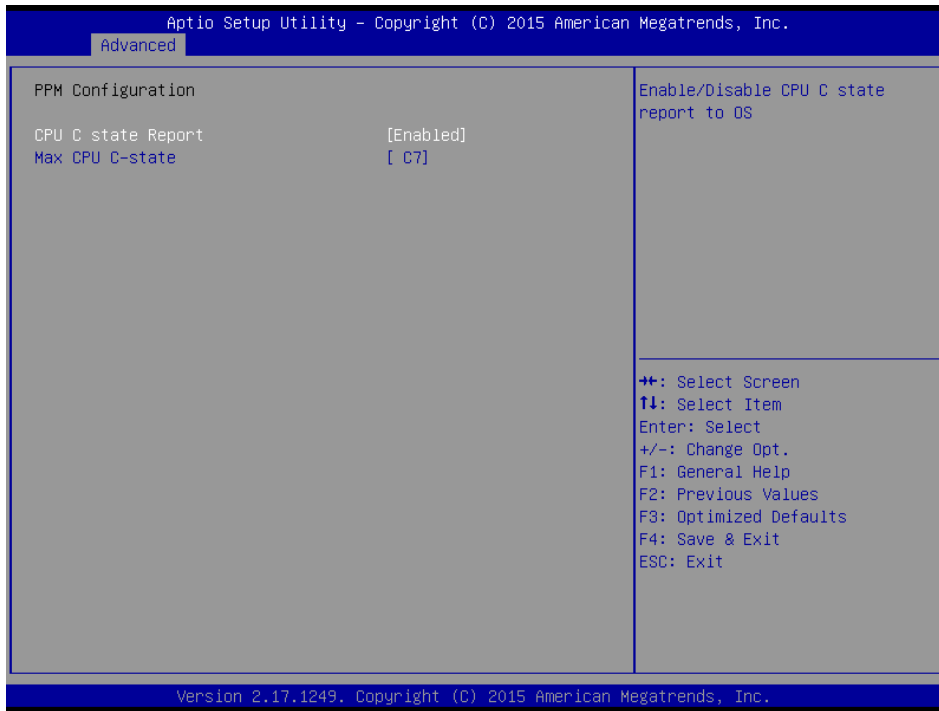 Aptio Setup Utility – Copyright (C) 2015 American Megatrends, Inc.
Advanced
PPM Configuration
CPU C state Report [Enabled]
Max CPU C-state [ C7]
Enable/Disable CPU C state
report to OS
→←: Select Screen
↑↓: Select Item
Enter: Select
+/-: Change Opt.
F1: General Help
F2: Previous Values
F3: Optimized Defaults
F4: Save & Exit
ESC: Exit
Version 2.17.1249. Copyright (C) 2015 American Megatrends, Inc.